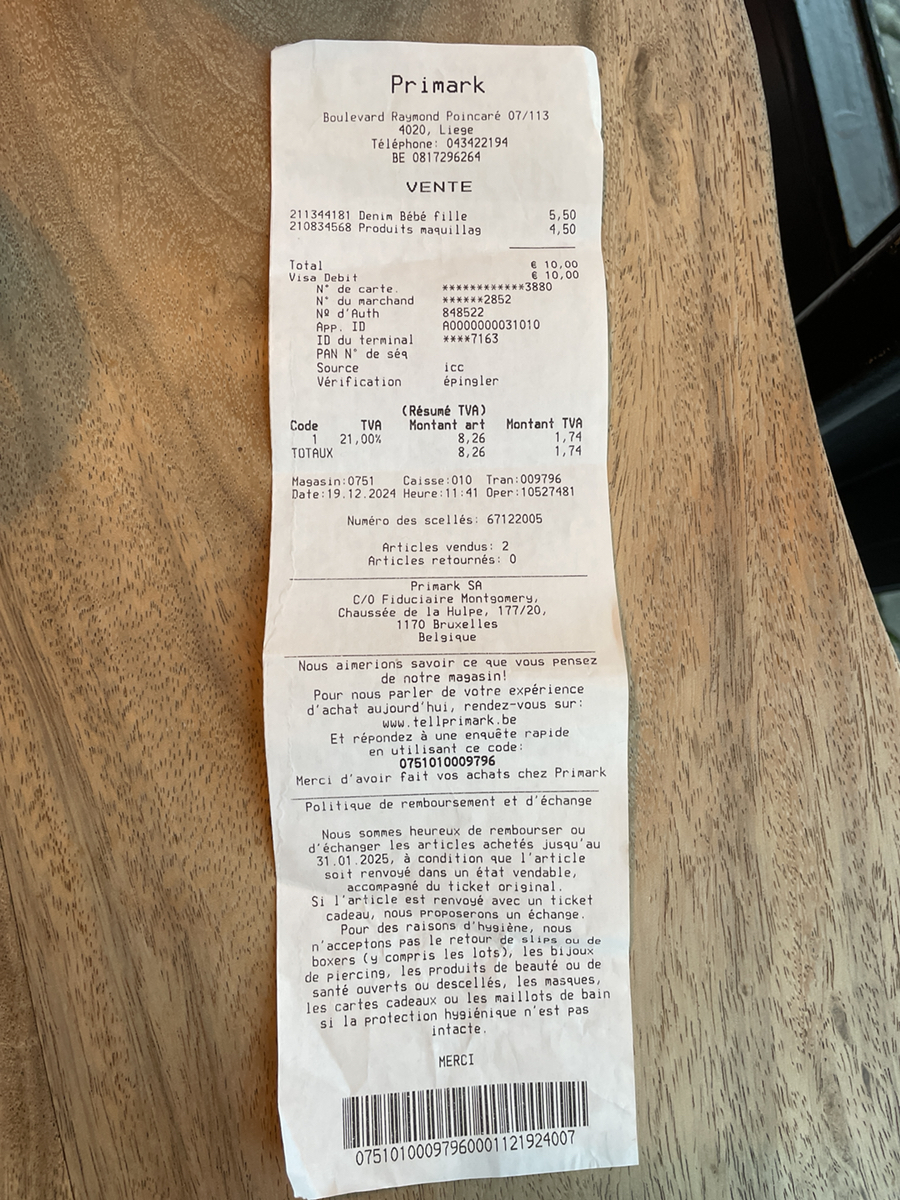 Primark
Boulevard Raymond Poincaré 07/113
4020, Liege
Téléphone: 043422194
BE 0817296264
VENTE
211344181 Denim Bébé fille 5,50
210834568 Produits maquillag 4,50
Total € 10,00
Visa Debit € 10,00
N° de carte. ************3880
N° du marchand ******2852
Nº d'Auth 848522
App. ID A0000000031010
ID du terminal ****7163
PAN N° de séq
Source icc
Vérification épingler
(Résumé TVA)
Code TVA Montant art Montant TVA
1 21,00% 8,26 1,74
TOTAUX 8,26 1,74
Magasin:0751 Caisse:010 Tran:009796
Date:19.12.2024 Heure:11:41 Oper:10527481
Numéro des scellés: 67122005
Articles vendus: 2
Articles retournés: 0
Primark SA
C/O Fiduciaire Montgomery,
Chaussée de la Hulpe, 177/20,
1170 Bruxelles
Belgique
Nous aimerions savoir ce que vous pensez
de notre magasin!
Pour nous parler de votre expérience
d'achat aujourd'hui, rendez-vous sur:
www.tellprimark.be
Et répondez à une enquête rapide
en utilisant ce code:
0751010009796
Merci d'avoir fait vos achats chez Primark
Politique de remboursement et d'échange
Nous sommes heureux de rembourser ou
d'échanger les articles achetés jusqu'au
31.01.2025, à condition que l'article
soit renvoyé dans un état vendable,
accompagné du ticket original.
Si l'article est renvoyé avec un ticket
cadeau, nous proposerons un échange.
Pour des raisons d'hygiène, nous
n'acceptons pas le retour de slips ou de
boxers (y compris les lots), les bijoux
de piercing, les produits de beauté ou de
santé ouverts ou descellés, les masques,
les cartes cadeaux ou les maillots de bain
si la protection hygiénique n'est pas
intacte.
MERCI
07510100097960001121924007